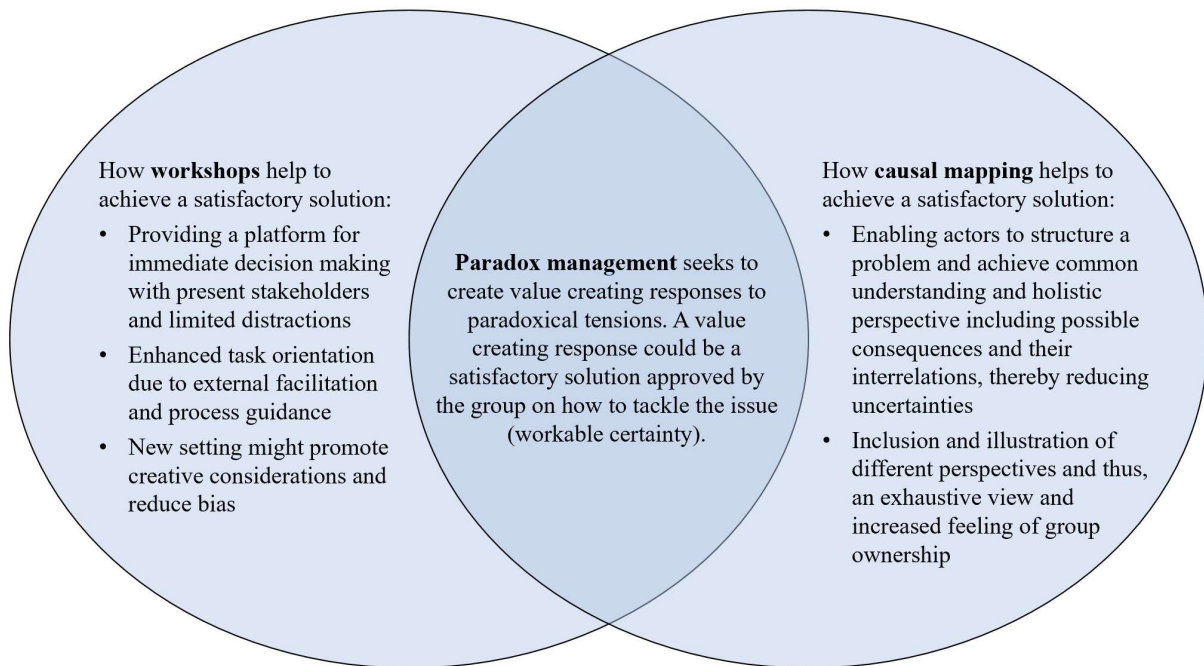 How workshops help to
achieve a satisfactory solution:
• Providing a platform for
immediate decision making
with present stakeholders
and limited distractions
• Enhanced task orientation
due to external facilitation
and process guidance
• New setting might promote
creative considerations and
reduce bias
Paradox management seeks to
create value creating responses to
paradoxical tensions. A value
creating response could be a
satisfactory solution approved by
the group on how to tackle the issue
(workable certainty).
How causal mapping helps to
achieve a satisfactory solution:
• Enabling actors to structure a
problem and achieve common
understanding and holistic
perspective including possible
consequences and their
interrelations, thereby reducing
uncertainties
• Inclusion and illustration of
different perspectives and thus,
an exhaustive view and
increased feeling of group
ownership